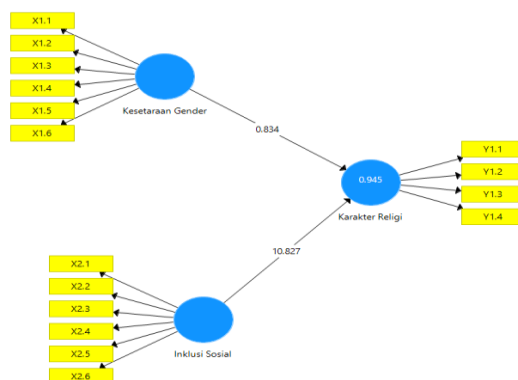 X1.1
X1.2
X1.3
X1.4
X1.5
X1.6
Kesetaraan Gender
0.834
0.945
Karakter Religi
Y1.1
Y1.2
Y1.3
Y1.4
10.827
X2.1
X2.2
X2.3
X2.4
X2.5
X2.6
Inklusi Sosial